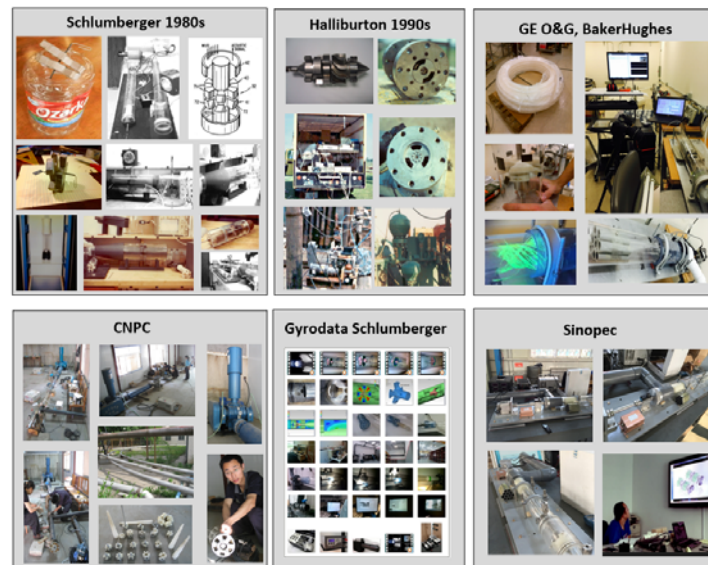 Schlumberger 1980s
Halliburton 1990s
GE O&G, BakerHughes
Ozarka
CNPC
Gyrodata Schlumberger
Sinopec